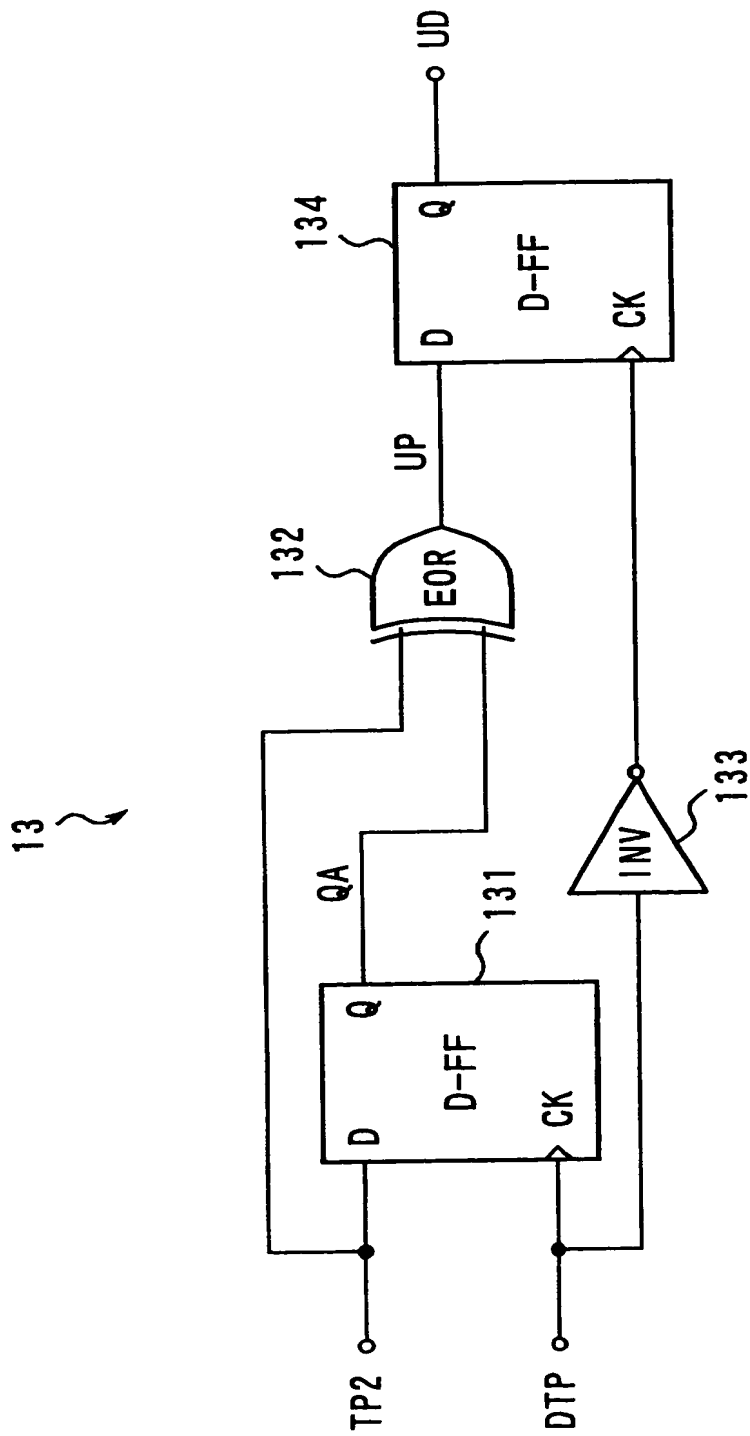 13
TP2
DTP
D
Q
D-FF
CK
131
QA
INV
133
EOR
132
UP
D
Q
D-FF
CK
134
UD